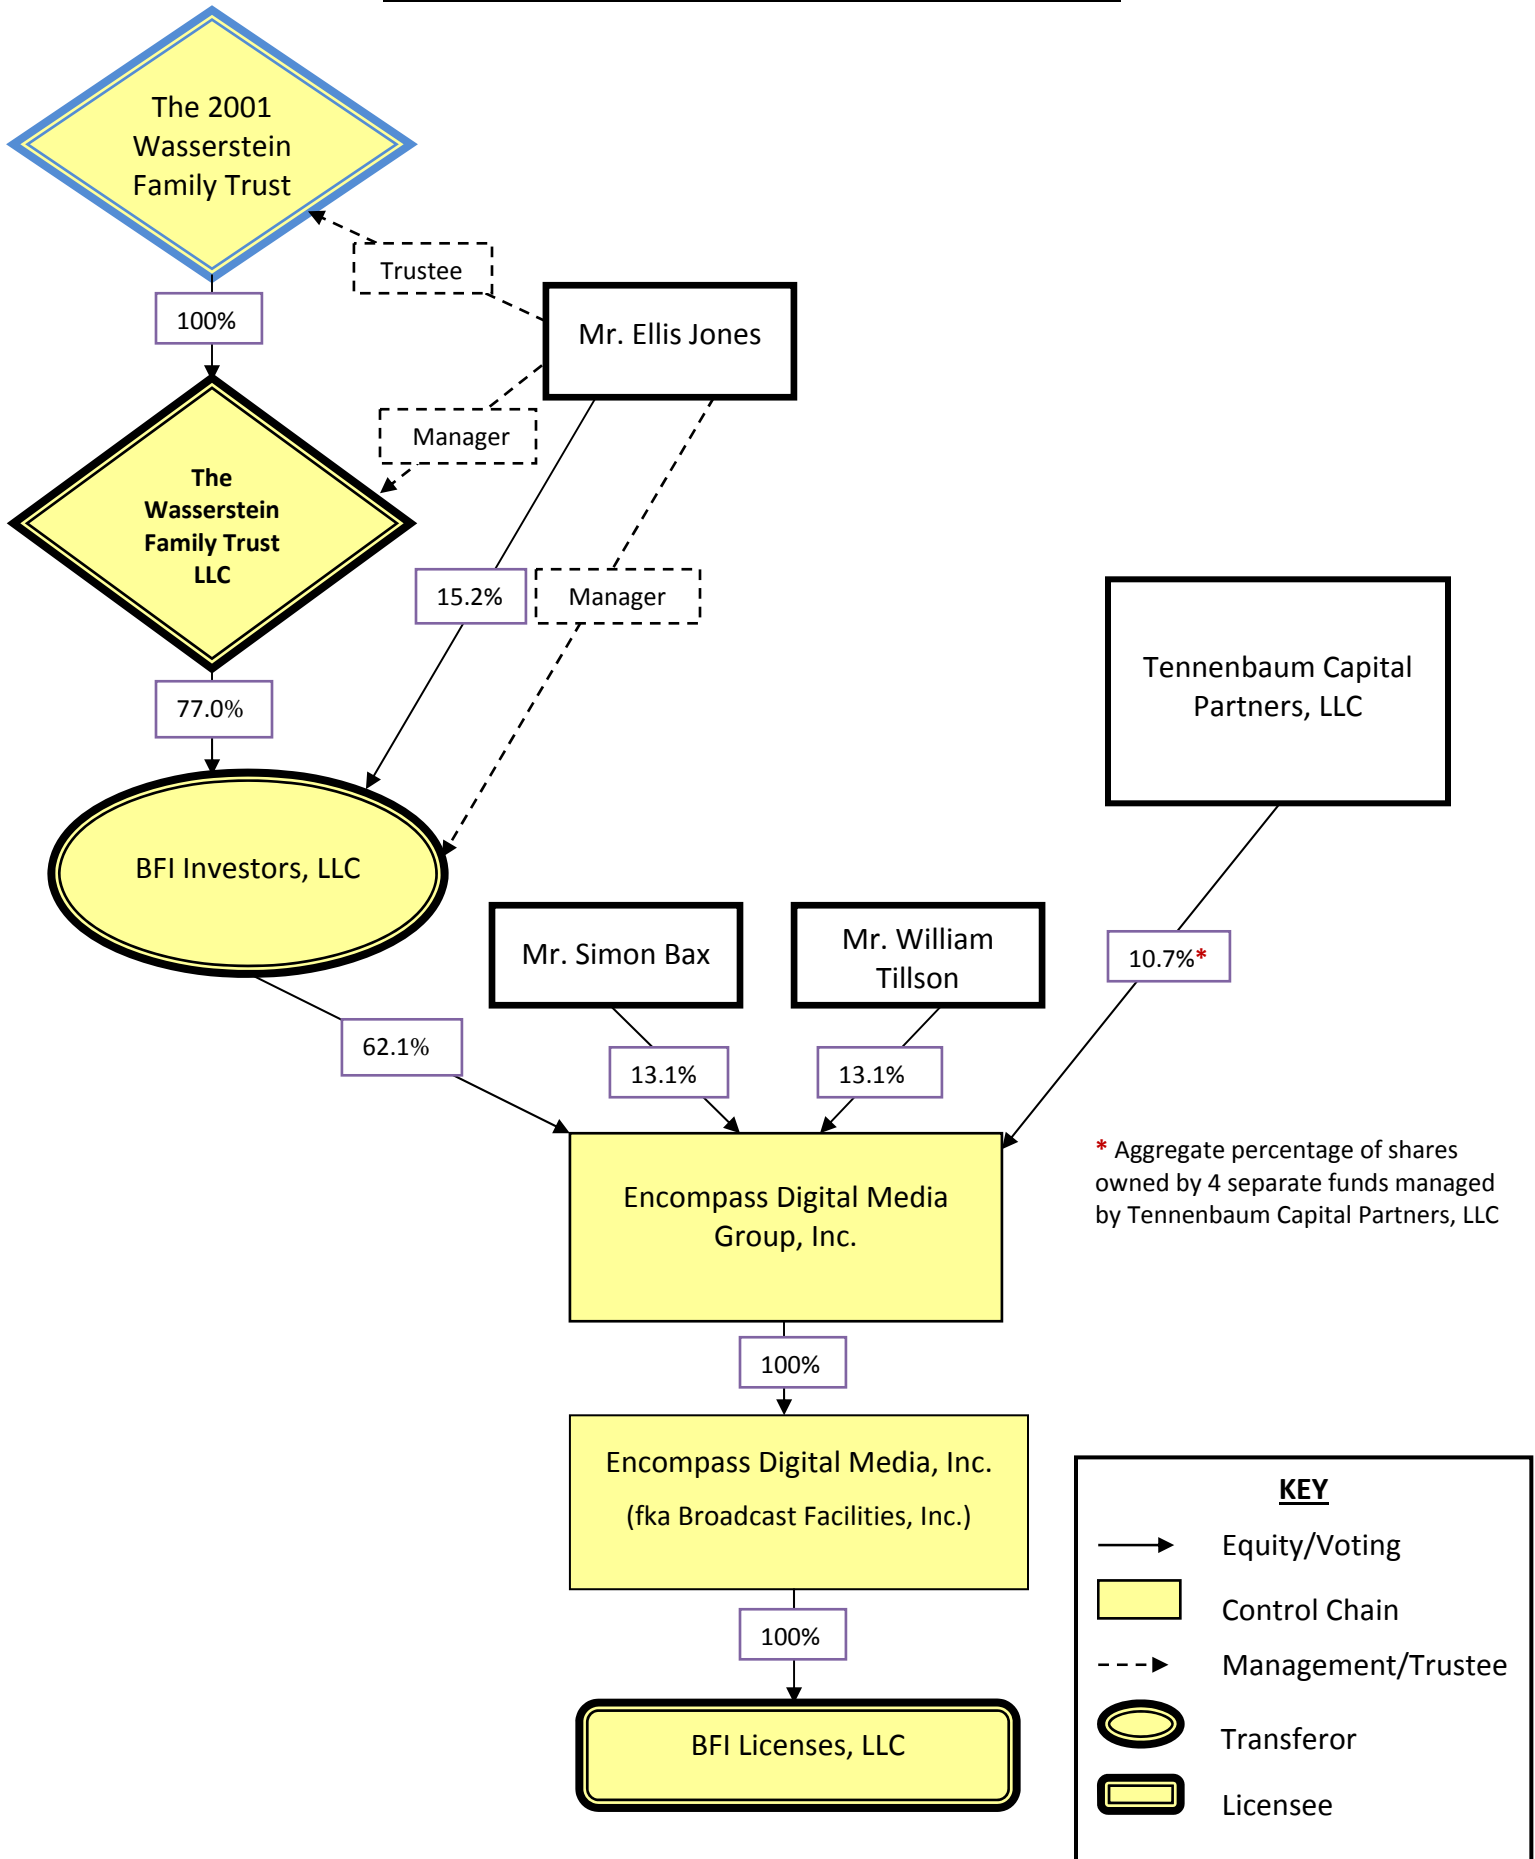 The 2001
Wasserstein
Family Trust
Trustee
100%
Mr. Ellis Jones
Manager
The
Wasserstein
Family Trust
LLC
15.2%
Manager
77.0%
Tennenbaum Capital
Partners, LLC
BFI Investors, LLC
Mr. Simon Bax
Mr. William
Tillson
10.7%*
62.1%
13.1%
13.1%
* Aggregate percentage of shares
owned by 4 separate funds managed
by Tennenbaum Capital Partners, LLC
Encompass Digital Media
Group, Inc.
100%
Encompass Digital Media, Inc.
(fka Broadcast Facilities, Inc.)
100%
BFI Licenses, LLC
KEY
Equity/Voting
Control Chain
Management/Trustee
Transferor
Licensee